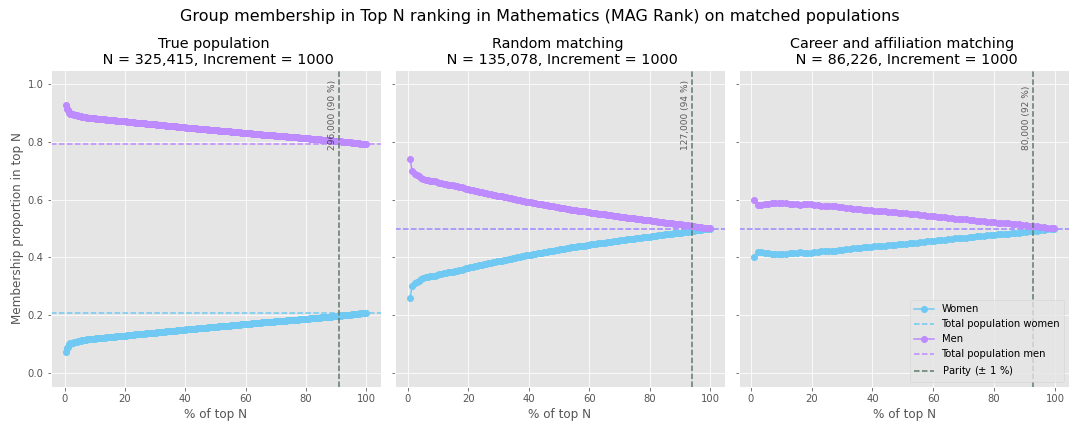 Group membership in Top N ranking in Mathematics (MAG Rank) on matched populations
True population
N = 325,415, Increment = 1000
Random matching
N = 135,078, Increment = 1000
Career and affiliation matching
N = 86,226, Increment = 1000
Membership proportion in top N
1.0
0.8
0.6
0.4
0.2
0.0
296,000 (90 %)
127,000 (94 %)
80,000 (92 %)
Women
Total population women
Men
Total population men
Parity (± 1 %)
0 20 40 60 80 100
0 20 40 60 80 100
0 20 40 60 80 100
% of top N
% of top N
% of top N